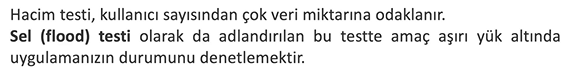 Hacim testi, kullanıcı sayısından çok veri miktarına odaklanır.
Sel (flood) testi olarak da adlandırılan bu testte amaç aşırı yük altında
uygulamanızın durumunu denetlemektir.